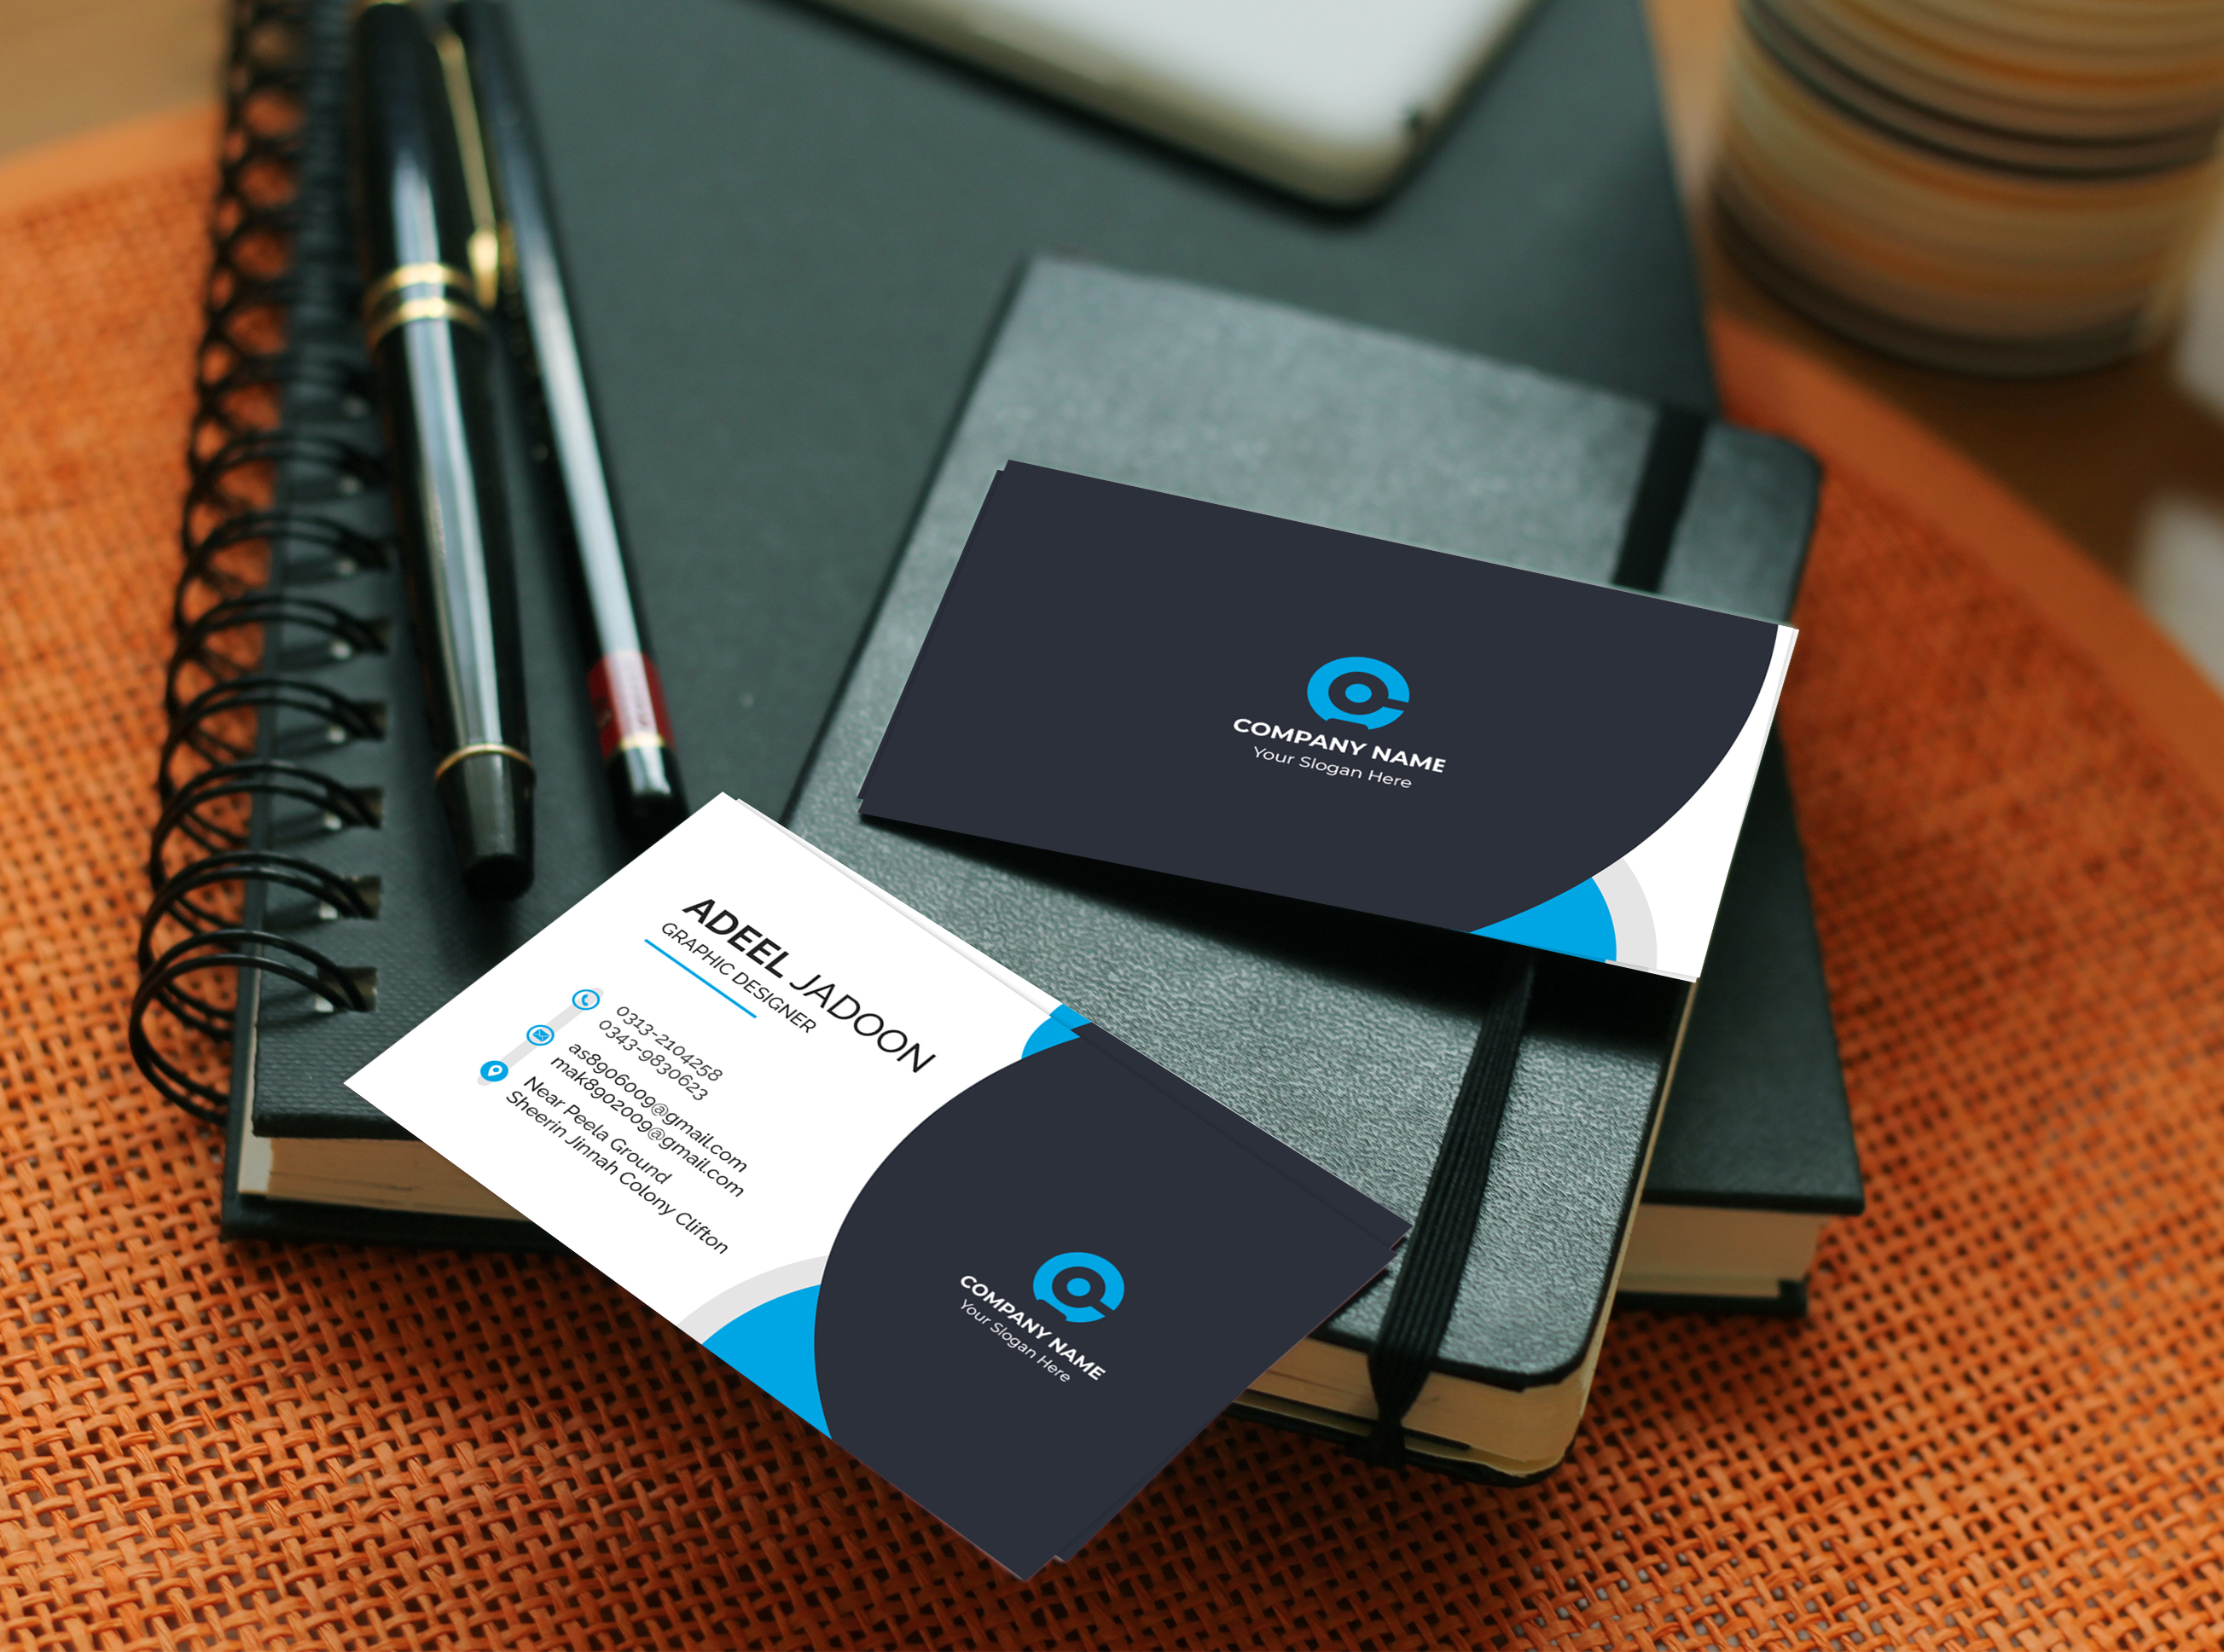 COMPANY NAME
Your Slogan Here
ADEEL JADOON
GRAPHIC DESIGNER
0313-2104258
0343-9830623
as8906009@gmail.com
mak8902009@gmail.com
Near Peela Ground
Sheerin Jinnah Colony Clifton
COMPANY NAME
Your Slogan Here